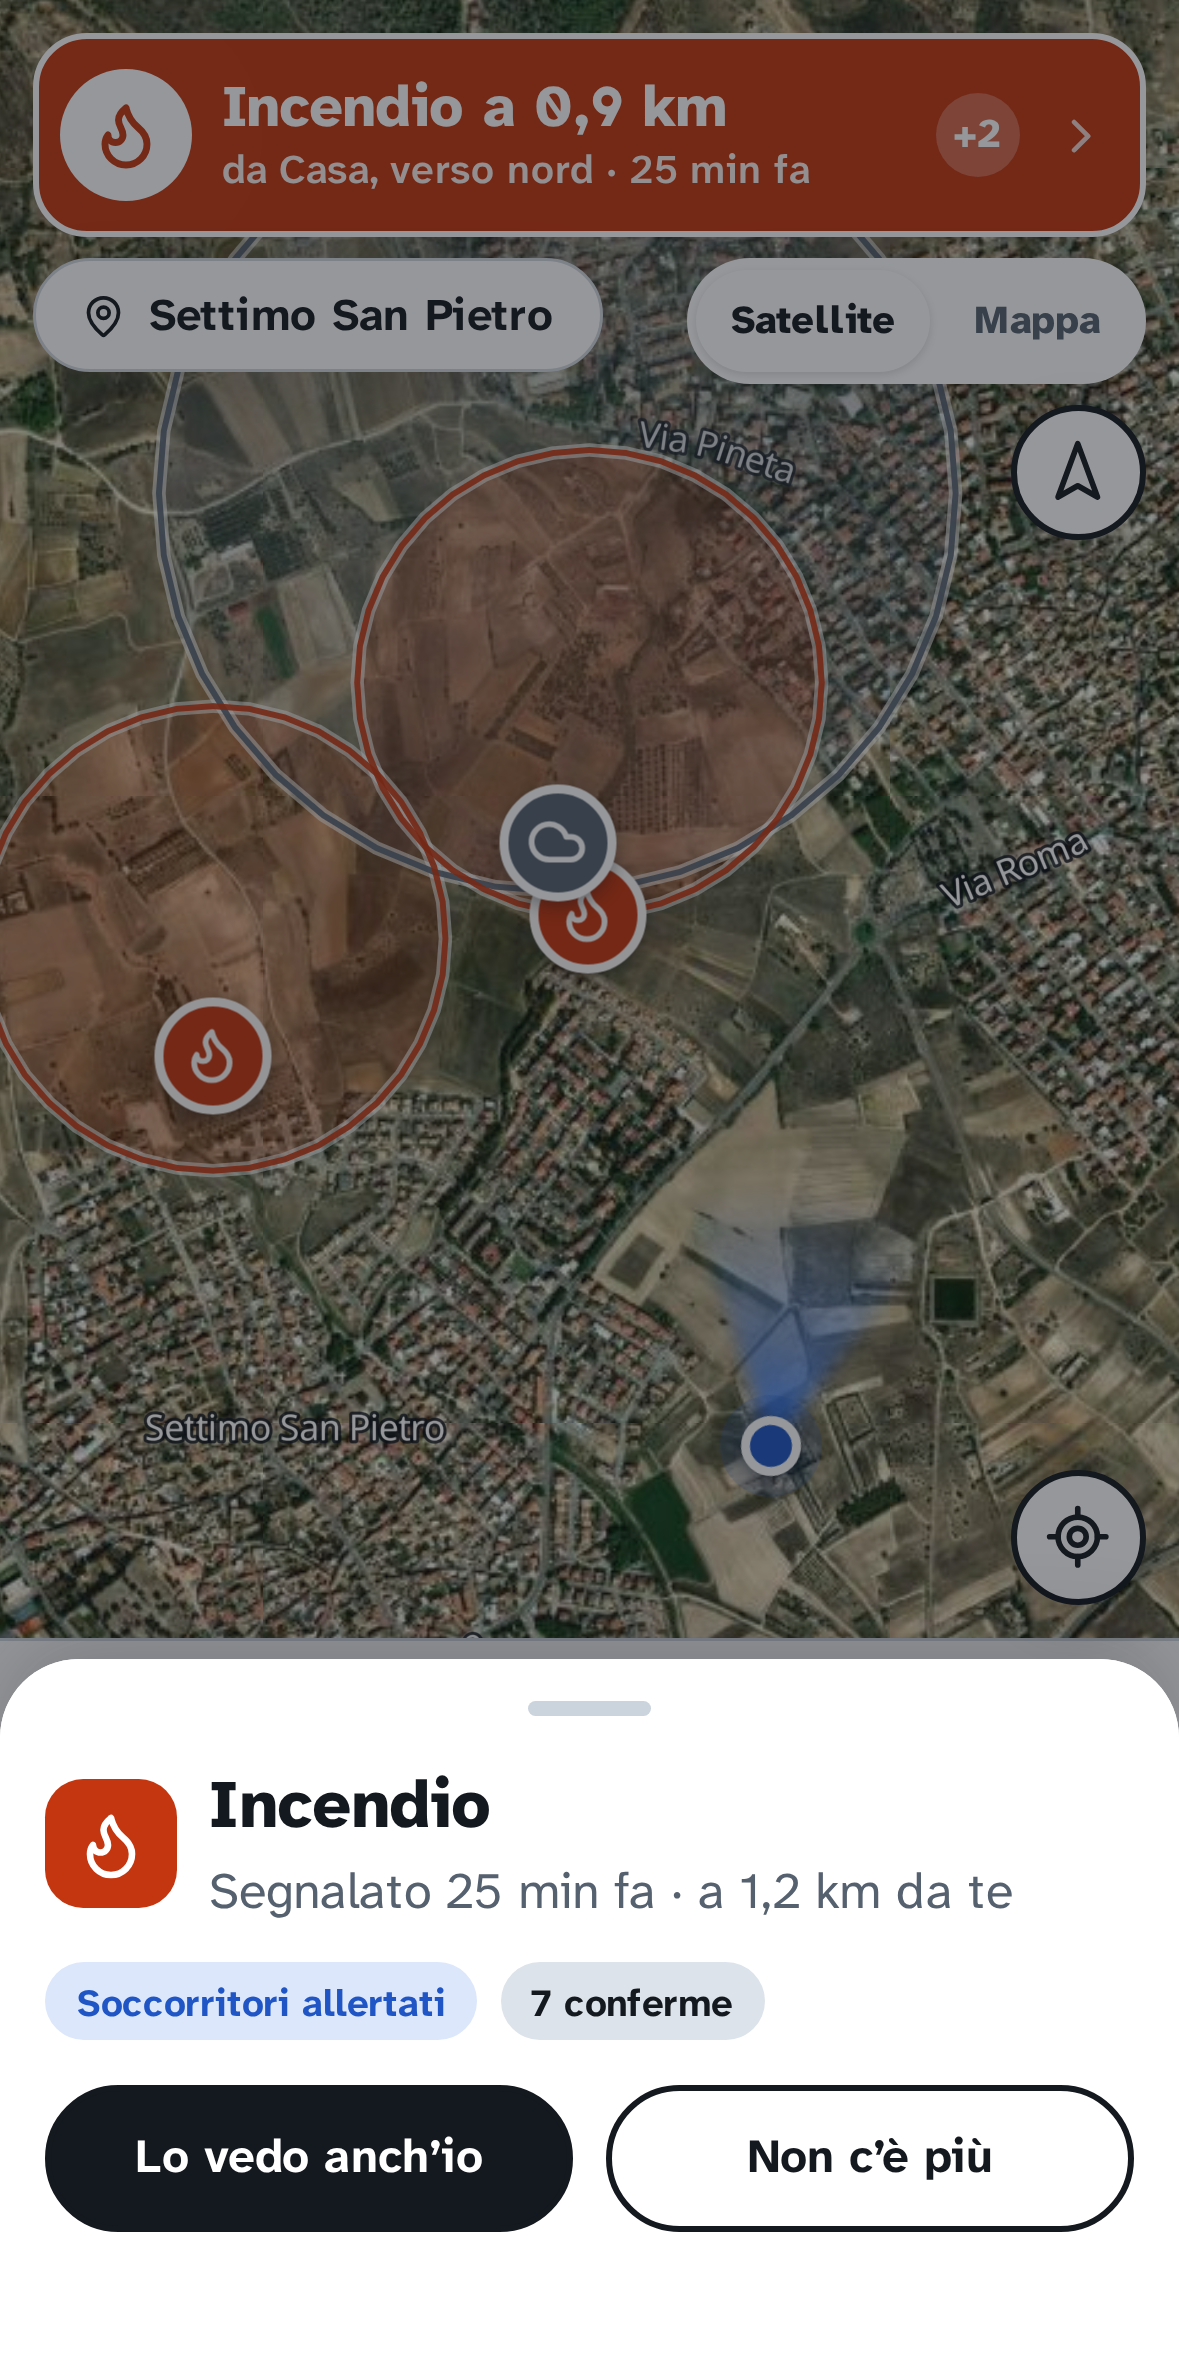 Incendio a 0,9 km
da Casa, verso nord · 25 min fa
+2
Settimo San Pietro
Satellite
Mappa
Via Pineta
Via Roma
Settimo San Pietro
Incendio
Segnalato 25 min fa · a 1,2 km da te
Soccorritori allertati
7 conferme
Lo vedo anch’io
Non c’è più